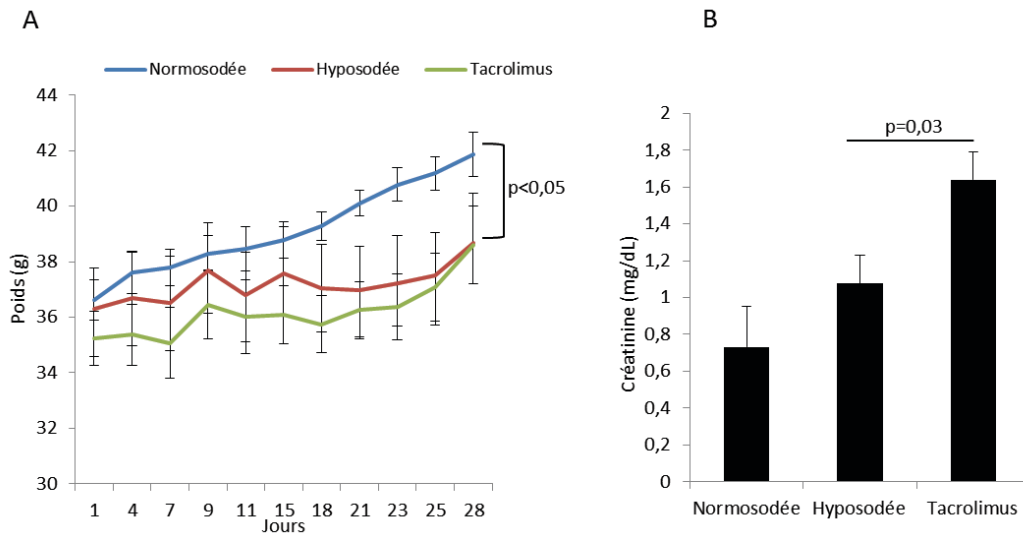 A
Normosodée Hyposodée Tacrolimus
44
42
40
38
36
34
32
30
Poids (g)
p<0,05
1 4 7 9 11 15 18 21 23 25 28
Jours
B
2
1,8
1,6
1,4
1,2
1
0,8
0,6
0,4
0,2
0
Créatinine (mg/dL)
p=0,03
Normosodée Hyposodée Tacrolimus